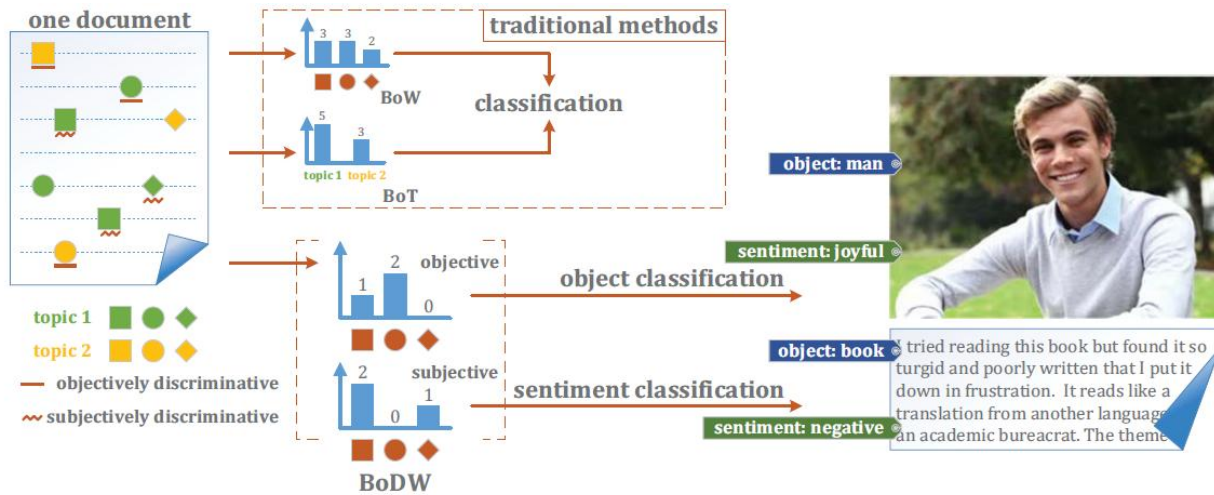 one document
topic 1
topic 2
objectively discriminative
subjectively discriminative
traditional methods
3 3 2
BoW
classification
5 3
topic 1 topic 2
BoT
objective
1 2 0
object classification
subjective
2 0 1
sentiment classification
BoDW
object: man
sentiment: joyful
object: book
sentiment: negative
I tried reading this book but found it so
turgid and poorly written that I put it
down in frustration. It reads like a
translation from another language
an academic bureacrat. The theme